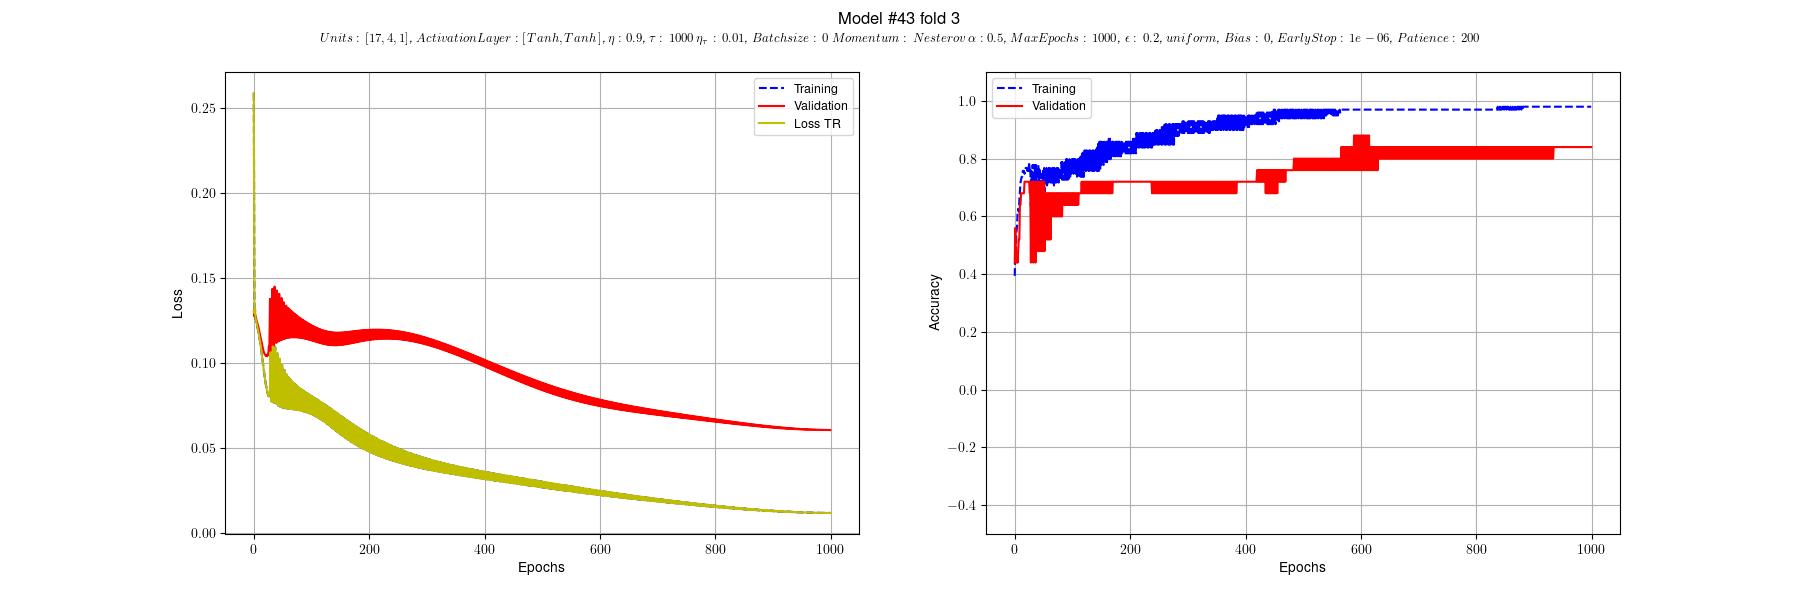 Model #43 fold 3
Units : [17, 4, 1], ActivationLayer : [Tanh, Tanh], η : 0.9, τ : 1000 ητ : 0.01, Batchsize : 0 Momentum : Nesterov α : 0.5, MaxEpochs : 1000, ϵ : 0.2, uniform, Bias : 0, EarlyStop : 1e − 06, Patience : 200
Training
Validation
Loss TR
0.25
0.20
0.15
0.10
0.05
0.00
Loss
0 200 400 600 800 1000
Epochs
Training
Validation
1.0
0.8
0.6
0.4
0.2
0.0
−0.2
−0.4
Accuracy
0 200 400 600 800 1000
Epochs